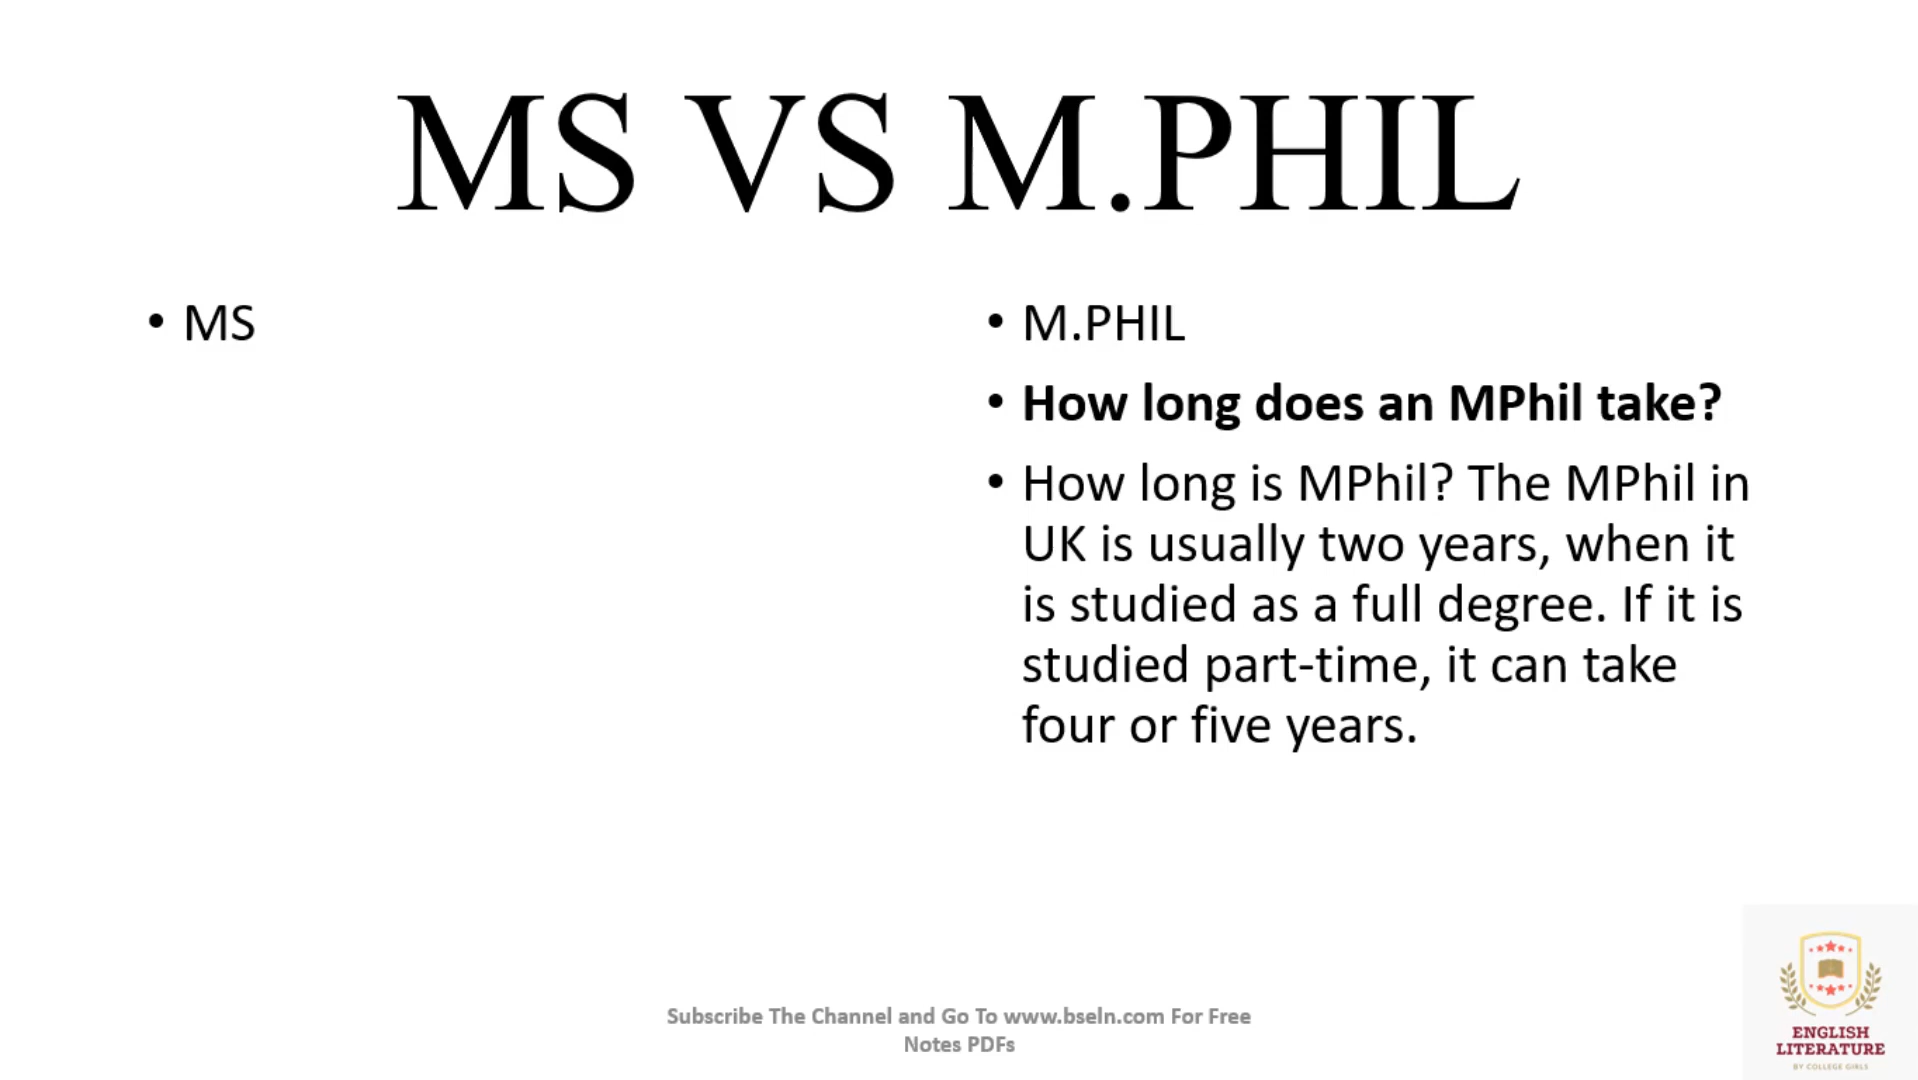 MS VS M.PHIL
• MS
• M.PHIL
• How long does an MPhil take?
• How long is MPhil? The MPhil in
UK is usually two years, when it
is studied as a full degree. If it is
studied part-time, it can take
four or five years.
Subscribe The Channel and Go To www.bseln.com For Free
Notes PDFs
ENGLISH
LITERATURE
BY COLLEGE GIRLS